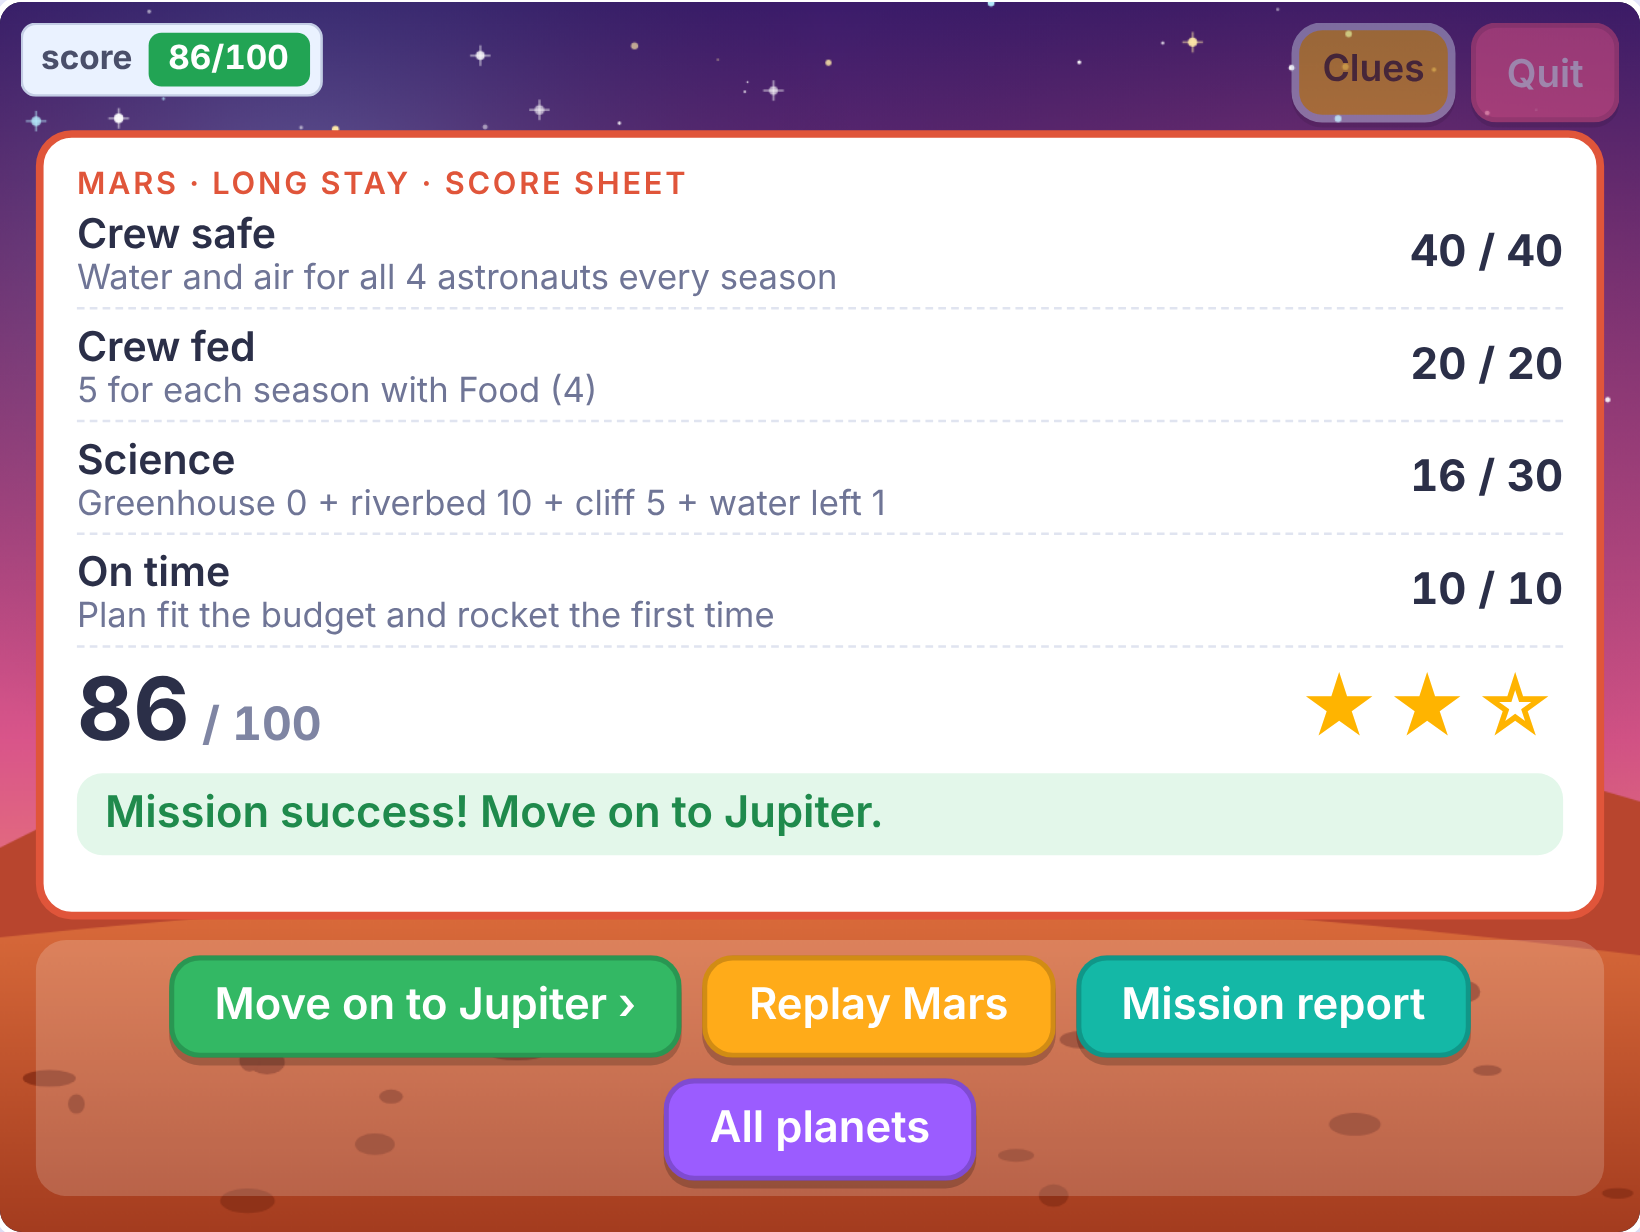 score 86/100
Clues
Quit
MARS · LONG STAY · SCORE SHEET
Crew safe
Water and air for all 4 astronauts every season
40 / 40
Crew fed
5 for each season with Food (4)
20 / 20
Science
Greenhouse 0 + riverbed 10 + cliff 5 + water left 1
16 / 30
On time
Plan fit the budget and rocket the first time
10 / 10
86 / 100
Mission success! Move on to Jupiter.
Move on to Jupiter ›
Replay Mars
Mission report
All planets